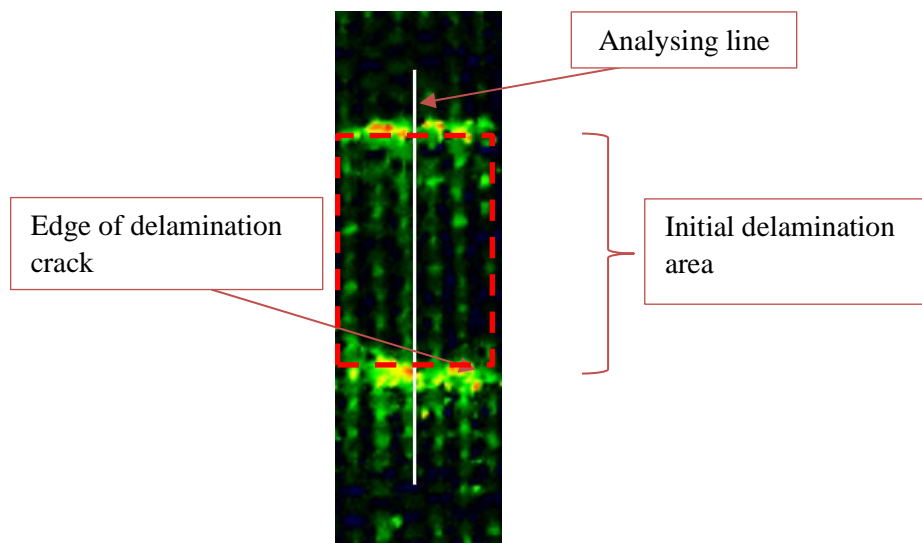 Analysing line
Edge of delamination
crack
Initial delamination
area